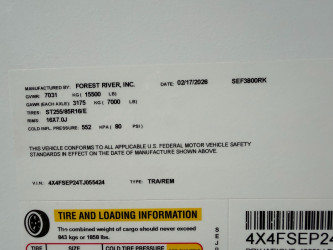 MANUFACTURED BY: FOREST RIVER, INC. DATE: 02/17/2026 SEF3800RK
GVWR: 7031 KG ( 15500 LB)
GAWR (EACH AXLE): 3175 KG ( 7000 LB)
TIRES: ST255/85R16/E
RIMS: 16X7.0J
COLD INFL. PRESSURE: 552 KPA ( 80 PSI)
THIS VEHICLE CONFORMS TO ALL APPLICABLE U.S. FEDERAL MOTOR VEHICLE SAFETY
STANDARDS IN EFFECT ON THE DATE OF MANUFACTURE SHOWN ABOVE.
V.I.N.: 4X4FSEP24TJ055424 TYPE: TRA/REM
TIRE AND LOADING INFORMATION
The combined weight of cargo should never exceed
943 kgs or 1959 lbs.
TIRE SIZE COLD TIRE PRESSURE
S
E
J
4X4FSEP24